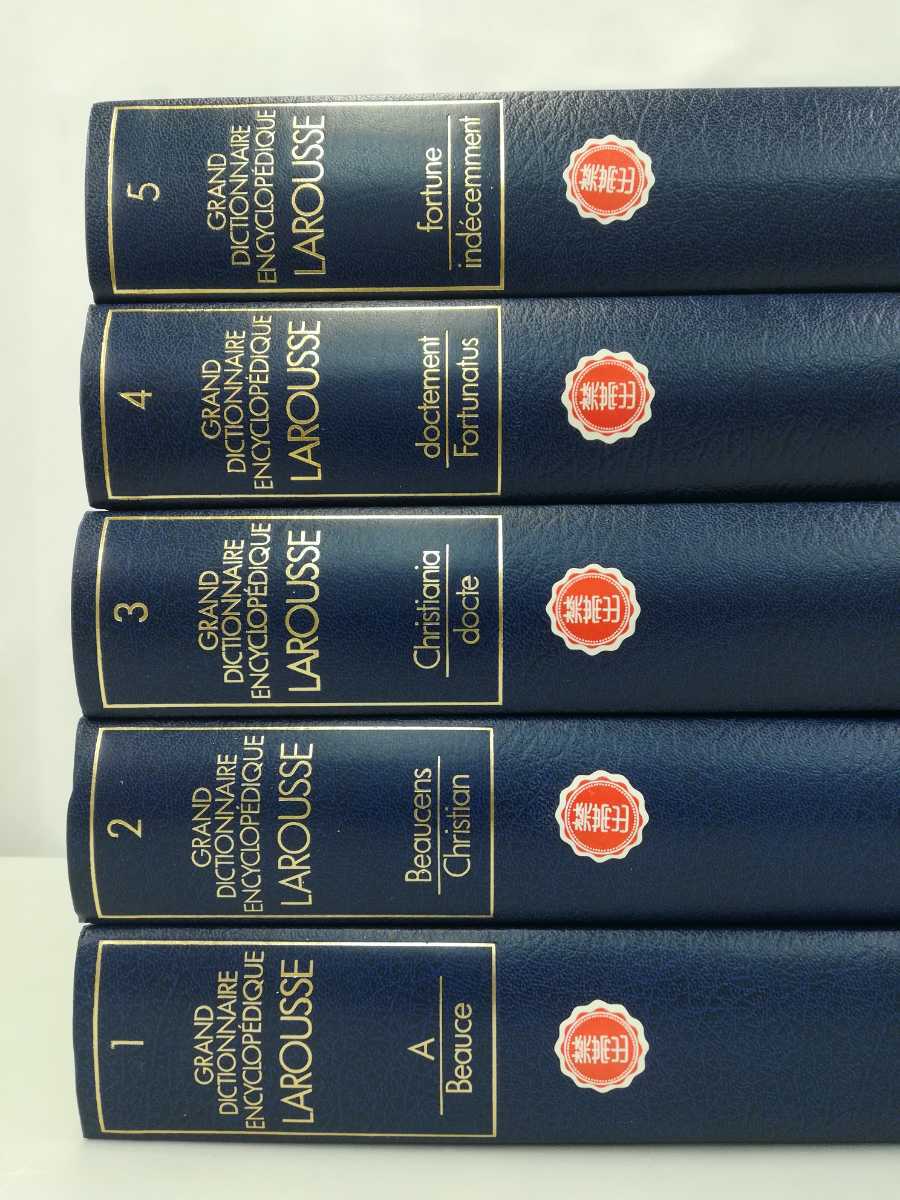 5
GRAND
DICTIONNAIRE
ENCYCLOPÉDIQUE
LAROUSSE
fortune
indécemment
4
GRAND
DICTIONNAIRE
ENCYCLOPÉDIQUE
LAROUSSE
doctement
Fortunatus
3
GRAND
DICTIONNAIRE
ENCYCLOPÉDIQUE
LAROUSSE
Christiania
docte
2
GRAND
DICTIONNAIRE
ENCYCLOPÉDIQUE
LAROUSSE
Beaucens
Christian
1
GRAND
DICTIONNAIRE
ENCYCLOPÉDIQUE
LAROUSSE
A
Beauce